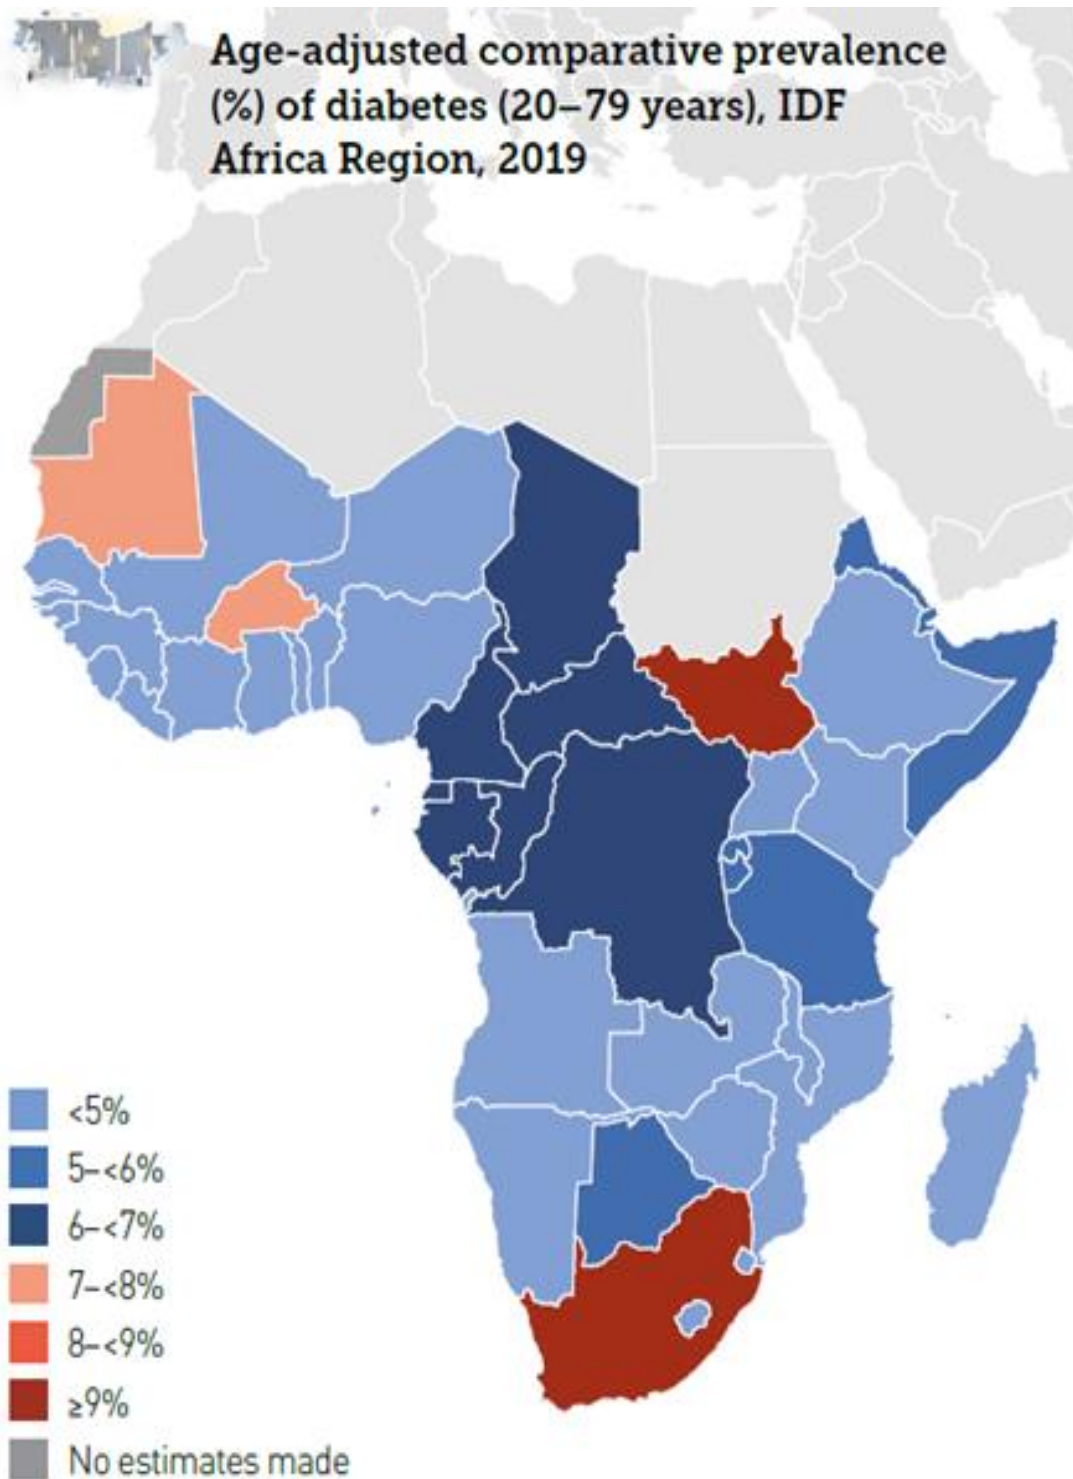 Age-adjusted comparative prevalence
(%) of diabetes (20–79 years), IDF
Africa Region, 2019
<5%
5–<6%
6–<7%
7–<8%
8–<9%
≥9%
No estimates made